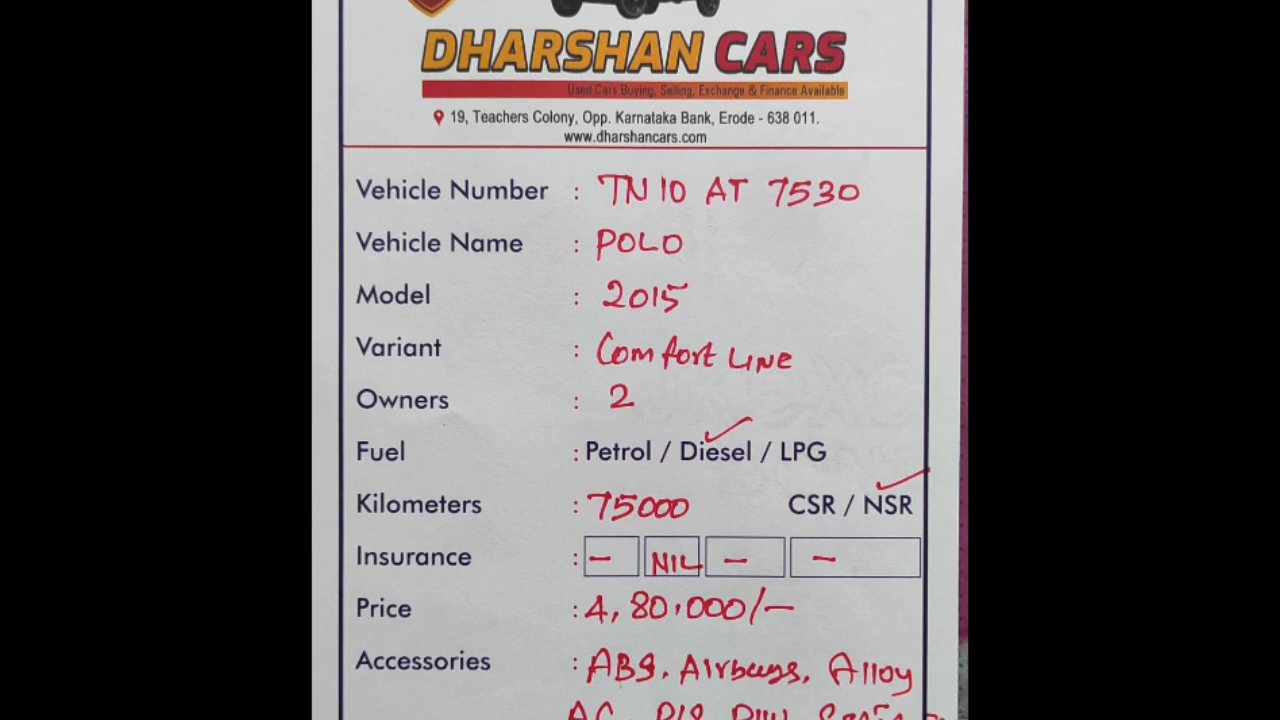 DHARSHAN CARS
Used Cars Buying, Selling, Exchange & Finance Available
19, Teachers Colony, Opp. Karnataka Bank, Erode - 638 011.
www.dharshancars.com
Vehicle Number : TN 10 AT 7530
Vehicle Name : POLO
Model : 2015
Variant : Comfort LINE
Owners : 2
Fuel : Petrol / Diesel / LPG
Kilometers : 75000 CSR / NSR
Insurance : - NIL - -
Price : 4,80,000/-
Accessories : ABS, Airbags, Alloy
AC,